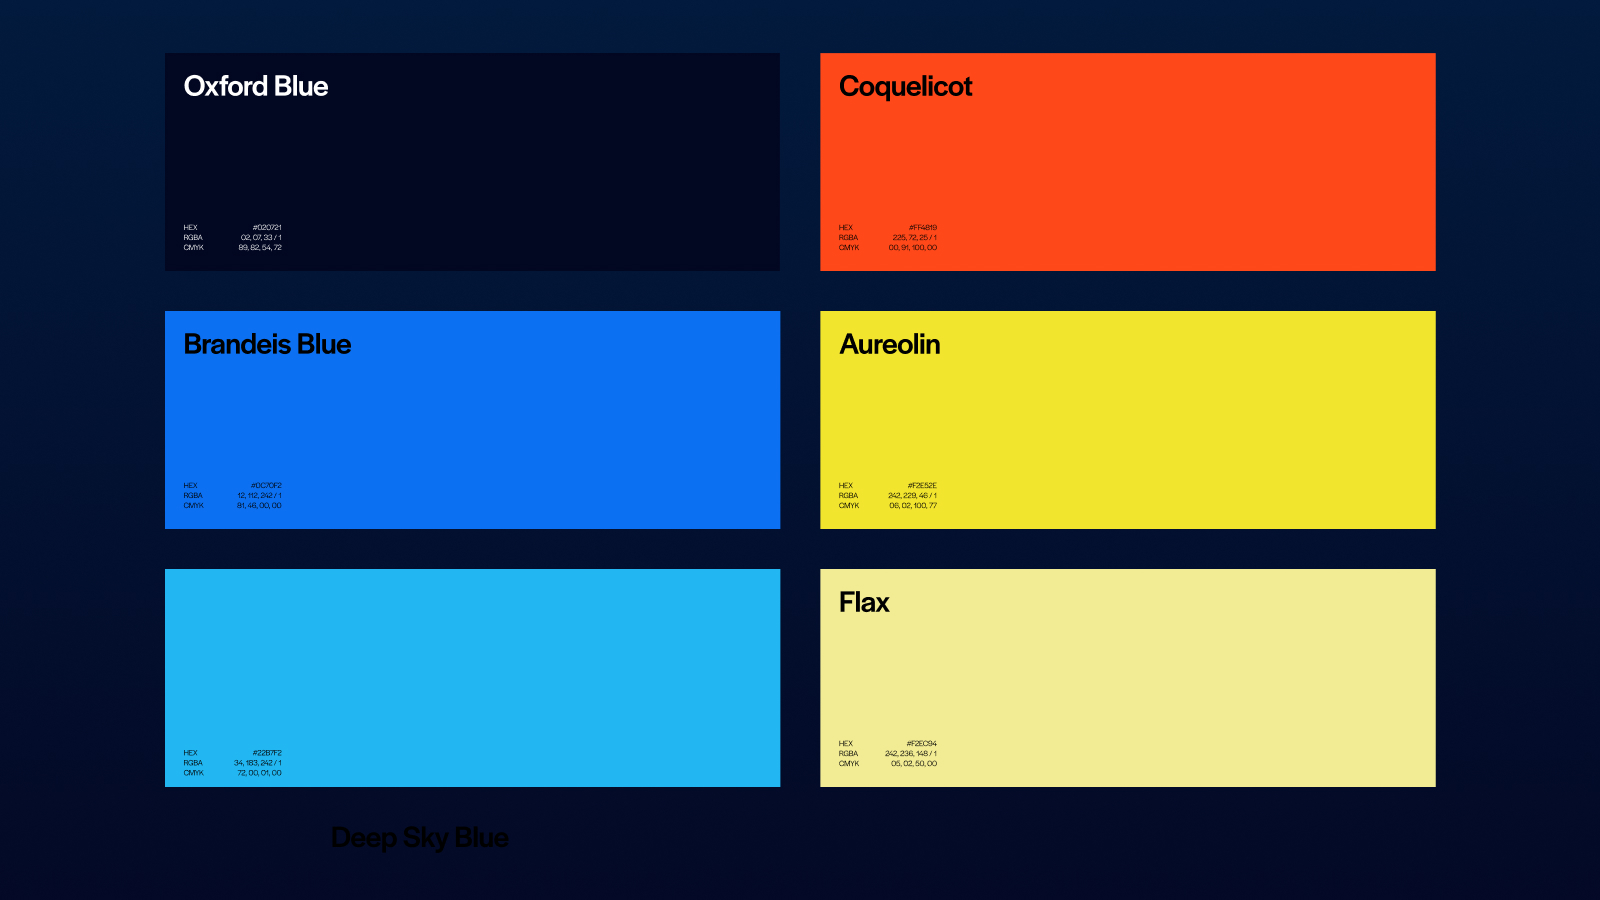 Oxford Blue
HEX #020721
RGBA 02, 07, 33 / 1
CMYK 89, 82, 54, 72
Coquelicot
HEX #FF4819
RGBA 225, 72, 25 / 1
CMYK 00, 91, 100, 00
Brandeis Blue
HEX #0C70F2
RGBA 12, 112, 242 / 1
CMYK 81, 46, 00, 00
Aureolin
HEX #F2E52E
RGBA 242, 229, 46 / 1
CMYK 06, 02, 100, 77
HEX #22B7F2
RGBA 34, 183, 242 / 1
CMYK 72, 00, 01, 00
Flax
HEX #F2EC94
RGBA 242, 236, 148 / 1
CMYK 05, 02, 50, 00
Deep Sky Blue